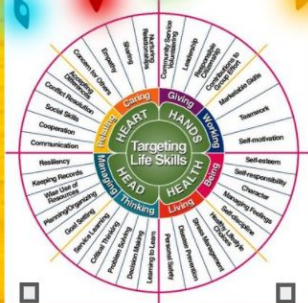 Nurturing Relationships
Sharing
Empathy
Concern for Others
Accepting Differences
Conflict Resolution
Social Skills
Cooperation
Communication
Resiliency
Keeping Records
Wise Use of Resources
Planning/Organizing
Goal Setting
Service Learning
Critical Thinking
Problem Solving
Decision Making
Learning to Learn
Community Service Volunteering
Leadership
Responsible Citizenship
Contributions to Group Effort
Marketable Skills
Teamwork
Self-motivation
Self-esteem
Self-responsibility
Character
Managing Feelings
Self-discipline
Healthy Lifestyle Choices
Stress Management
Disease Prevention
Personal Safety
Relating
Caring
Giving
Working
Being
Living
Thinking
Managing
HEART
HANDS
HEALTH
HEAD
Targeting
Life Skills